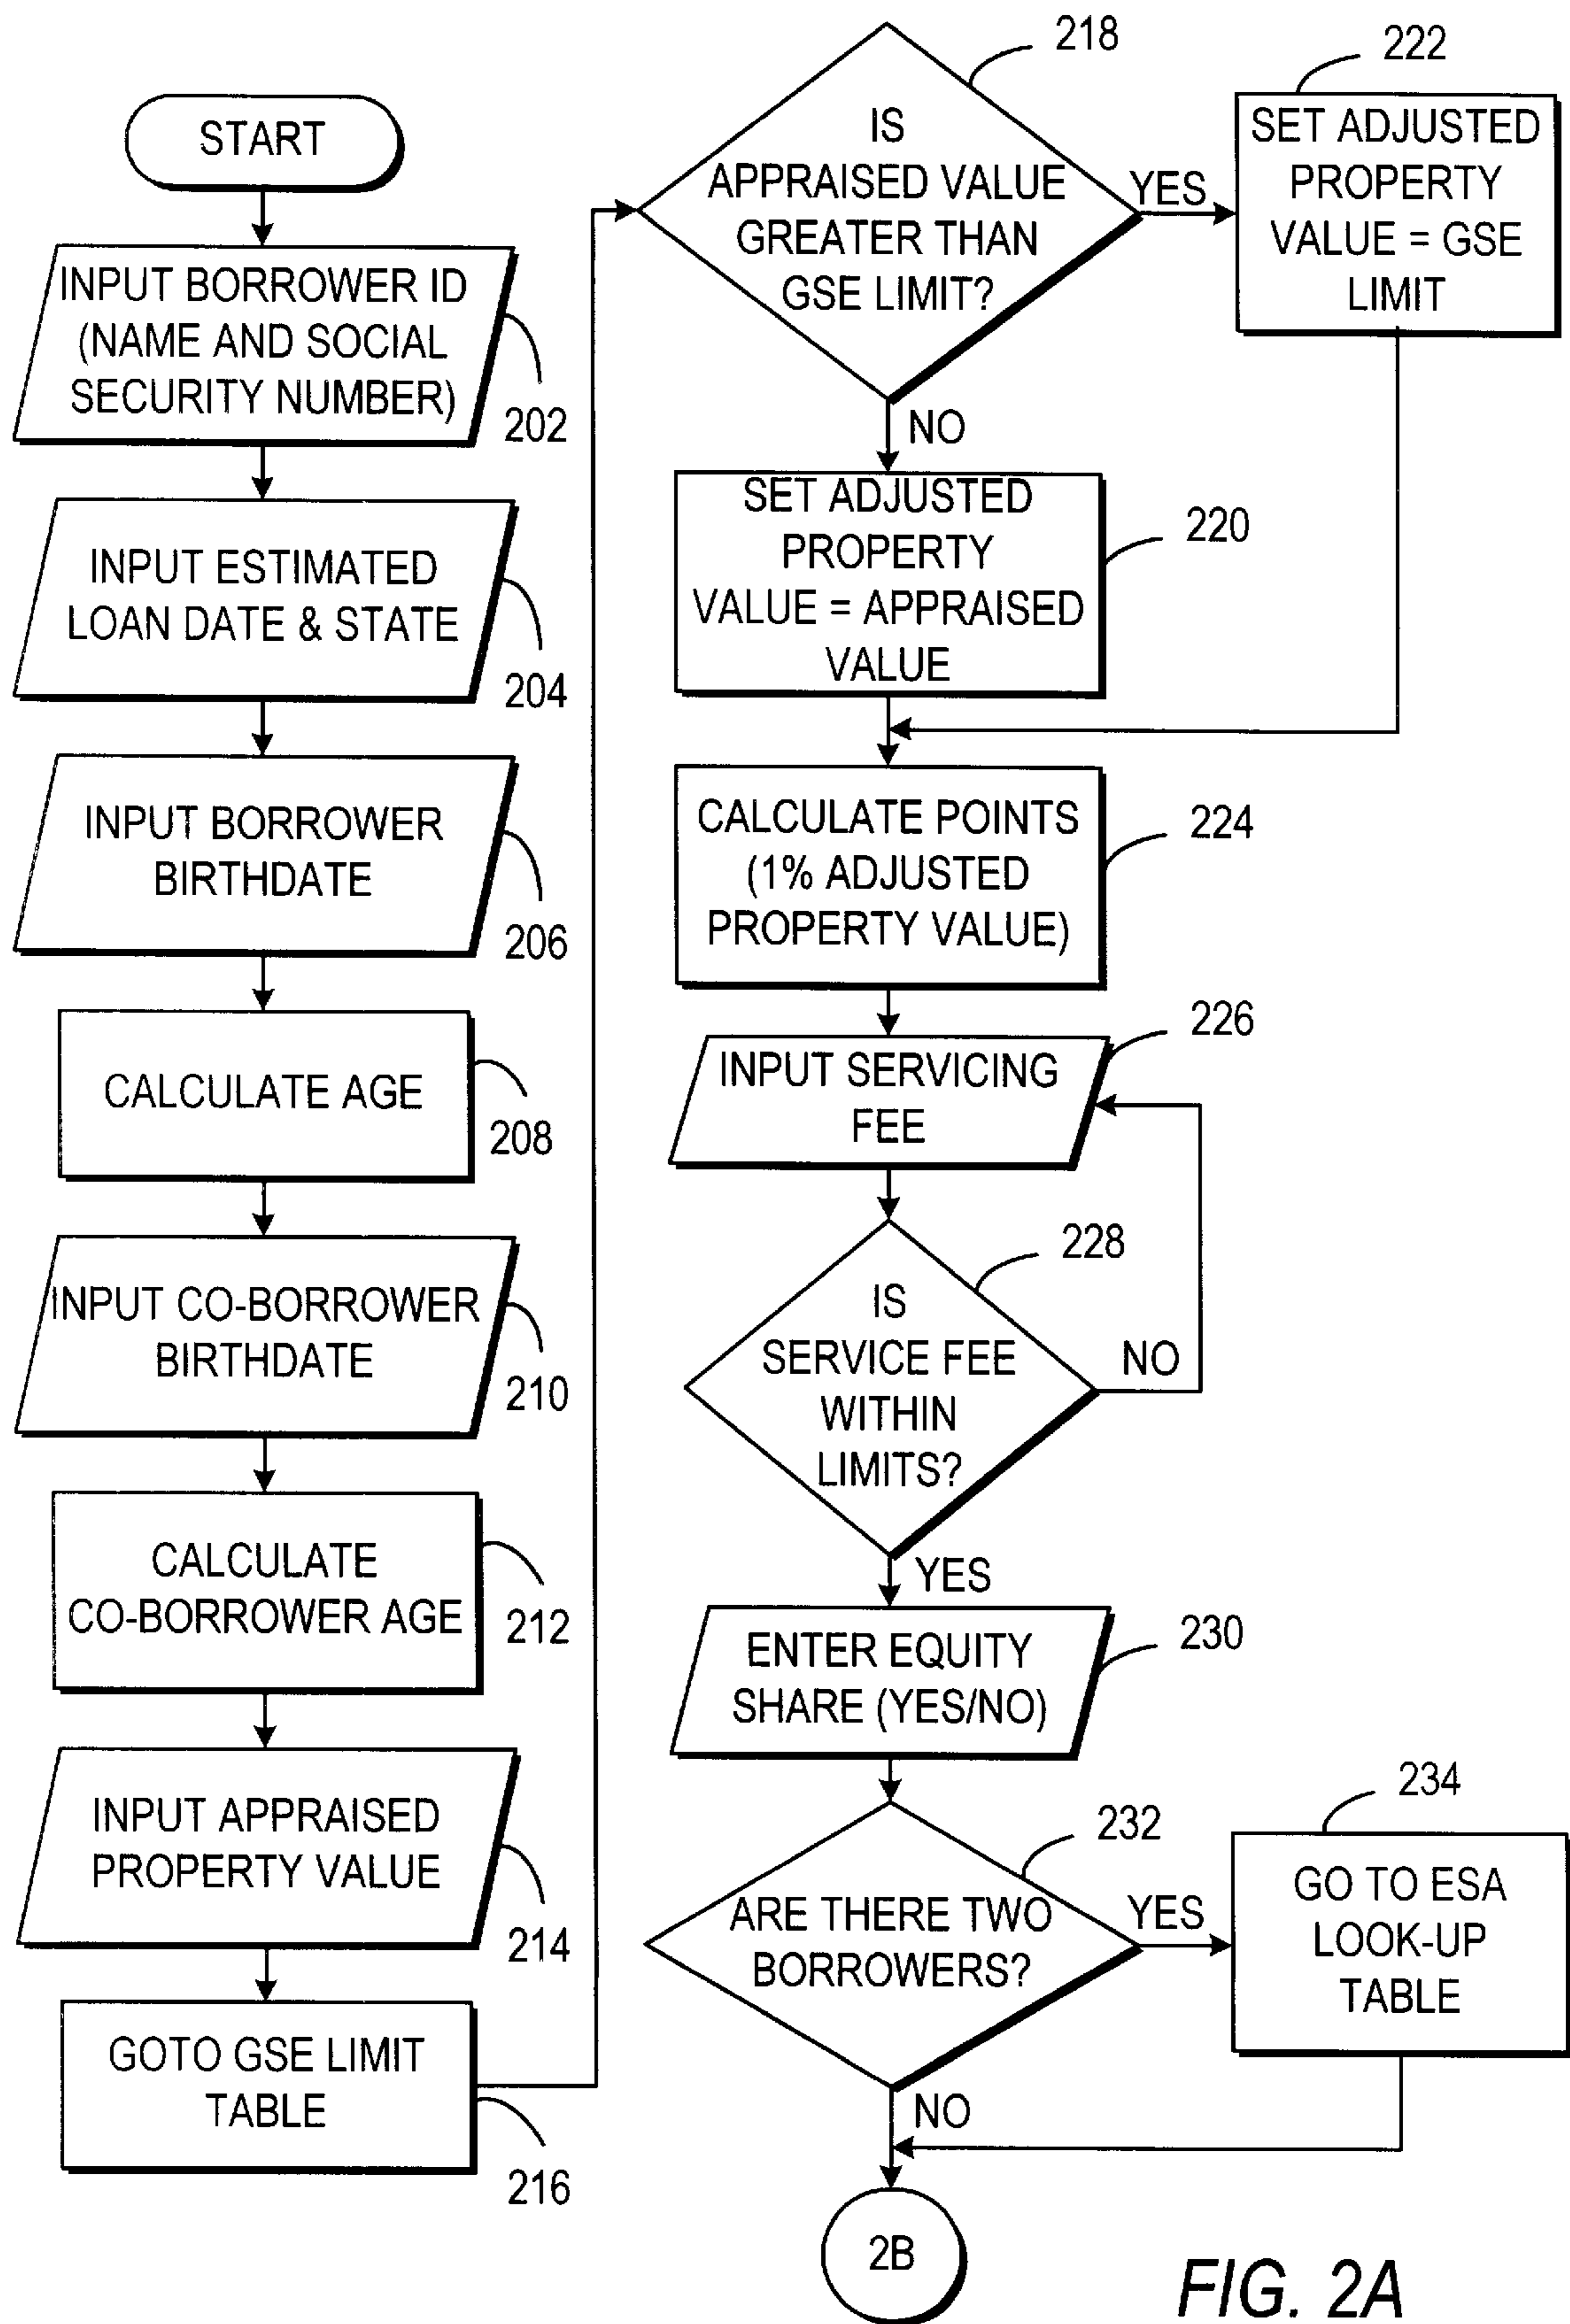 START
INPUT BORROWER ID
(NAME AND SOCIAL
SECURITY NUMBER)
202
INPUT ESTIMATED
LOAN DATE & STATE
204
INPUT BORROWER
BIRTHDATE
206
CALCULATE AGE
208
INPUT CO-BORROWER
BIRTHDATE
210
CALCULATE
CO-BORROWER AGE
212
INPUT APPRAISED
PROPERTY VALUE
214
GOTO GSE LIMIT
TABLE
216
218
IS
APPRAISED VALUE
GREATER THAN
GSE LIMIT?
YES
222
SET ADJUSTED
PROPERTY
VALUE = GSE
LIMIT
NO
SET ADJUSTED
PROPERTY
VALUE = APPRAISED
VALUE
220
CALCULATE POINTS
(1% ADJUSTED
PROPERTY VALUE)
224
INPUT SERVICING
FEE
226
228
IS
SERVICE FEE
WITHIN
LIMITS?
NO
YES
ENTER EQUITY
SHARE (YES/NO)
230
232
ARE THERE TWO
BORROWERS?
YES
234
GO TO ESA
LOOK-UP
TABLE
NO
2B
FIG. 2A